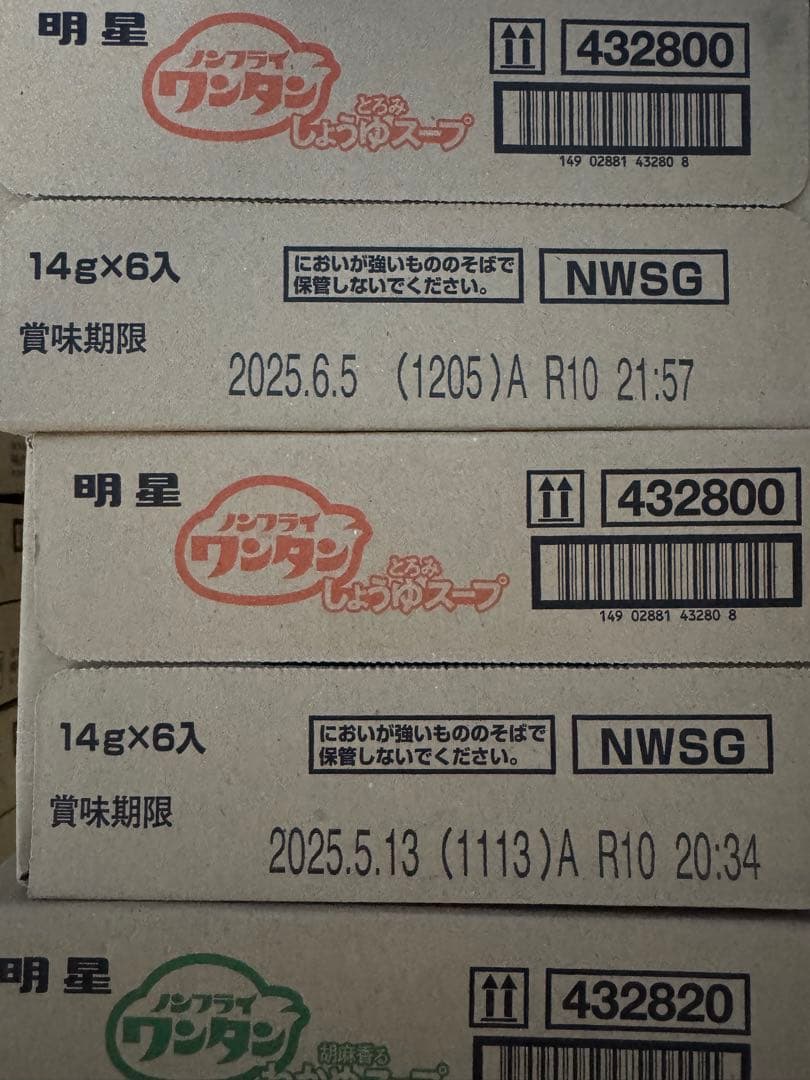 明星
ノンフライ
ワンタン
とろみ
しょうゆスープ
432800
149 02881 43280 8
14g×6入
においが強いもののそばで
保管しないでください。
NWSG
賞味期限
2025.6.5 (1205)A R10 21:57
明星
ノンフライ
ワンタン
とろみ
しょうゆスープ
432800
149 02881 43280 8
14g×6入
においが強いもののそばで
保管しないでください。
NWSG
賞味期限
2025.5.13 (1113)A R10 20:34
明星
ノンフライ
ワンタン
胡麻香る
432820